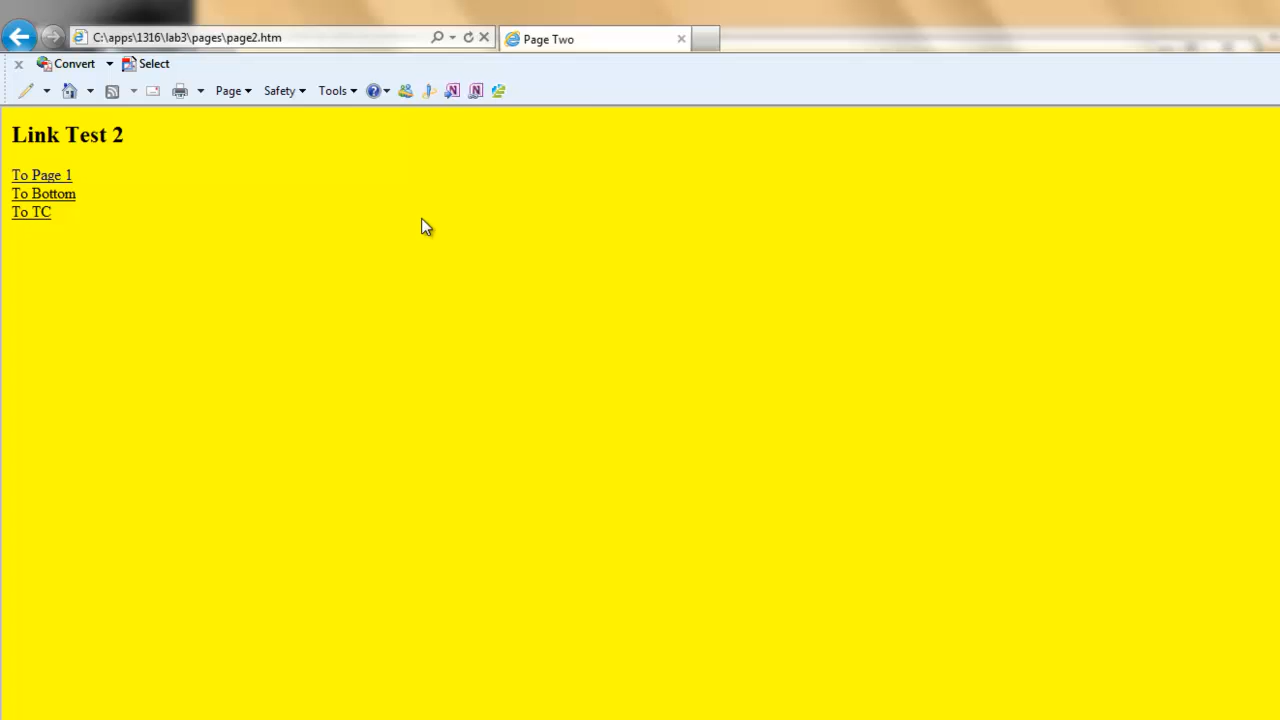 C:\apps\1316\lab3\pages\page2.htm
Page Two
Convert Select
Page Safety Tools
Link Test 2
To Page 1
To Bottom
To TC